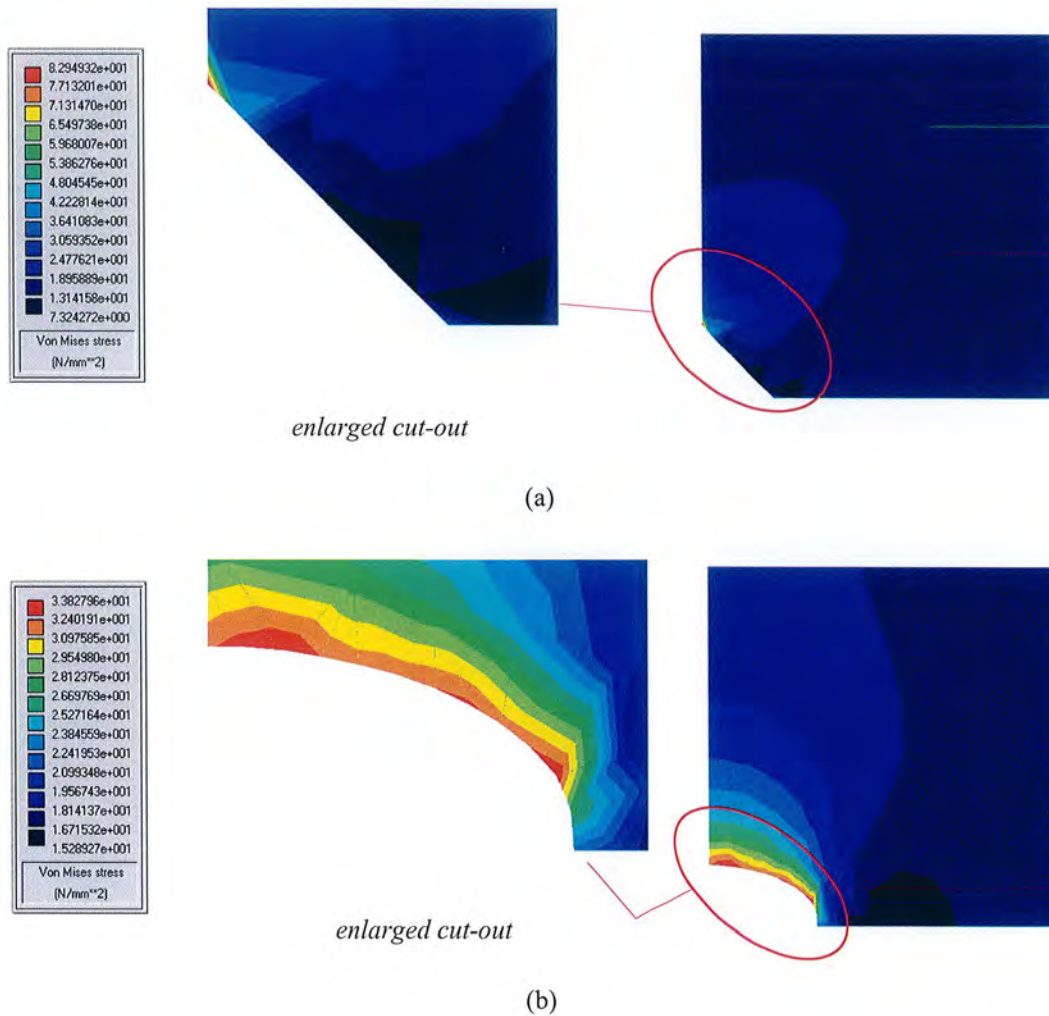 8.294932e+001
7.713201e+001
7.131470e+001
6.549738e+001
5.968007e+001
5.386276e+001
4.804545e+001
4.222814e+001
3.641083e+001
3.059352e+001
2.477621e+001
1.895889e+001
1.314158e+001
7.324272e+000
Von Mises stress
(N/mm**2)
enlarged cut-out
(a)
3.382796e+001
3.240191e+001
3.097585e+001
2.954980e+001
2.812375e+001
2.669769e+001
2.527164e+001
2.384559e+001
2.241953e+001
2.099348e+001
1.956743e+001
1.814137e+001
1.671532e+001
1.528927e+001
Von Mises stress
(N/mm**2)
enlarged cut-out
(b)